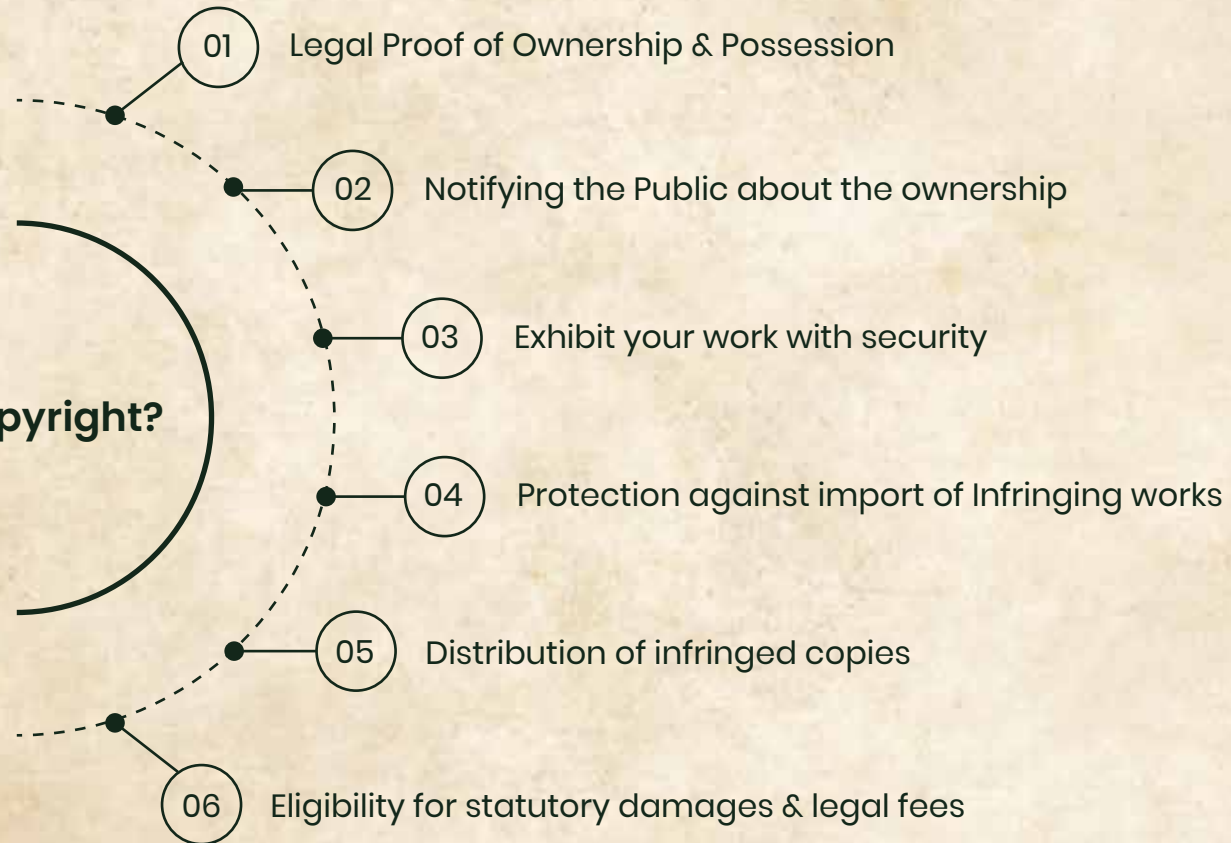 01 Legal Proof of Ownership & Possession
02 Notifying the Public about the ownership
03 Exhibit your work with security
pyright?
04 Protection against import of Infringing works
05 Distribution of infringed copies
06 Eligibility for statutory damages & legal fees